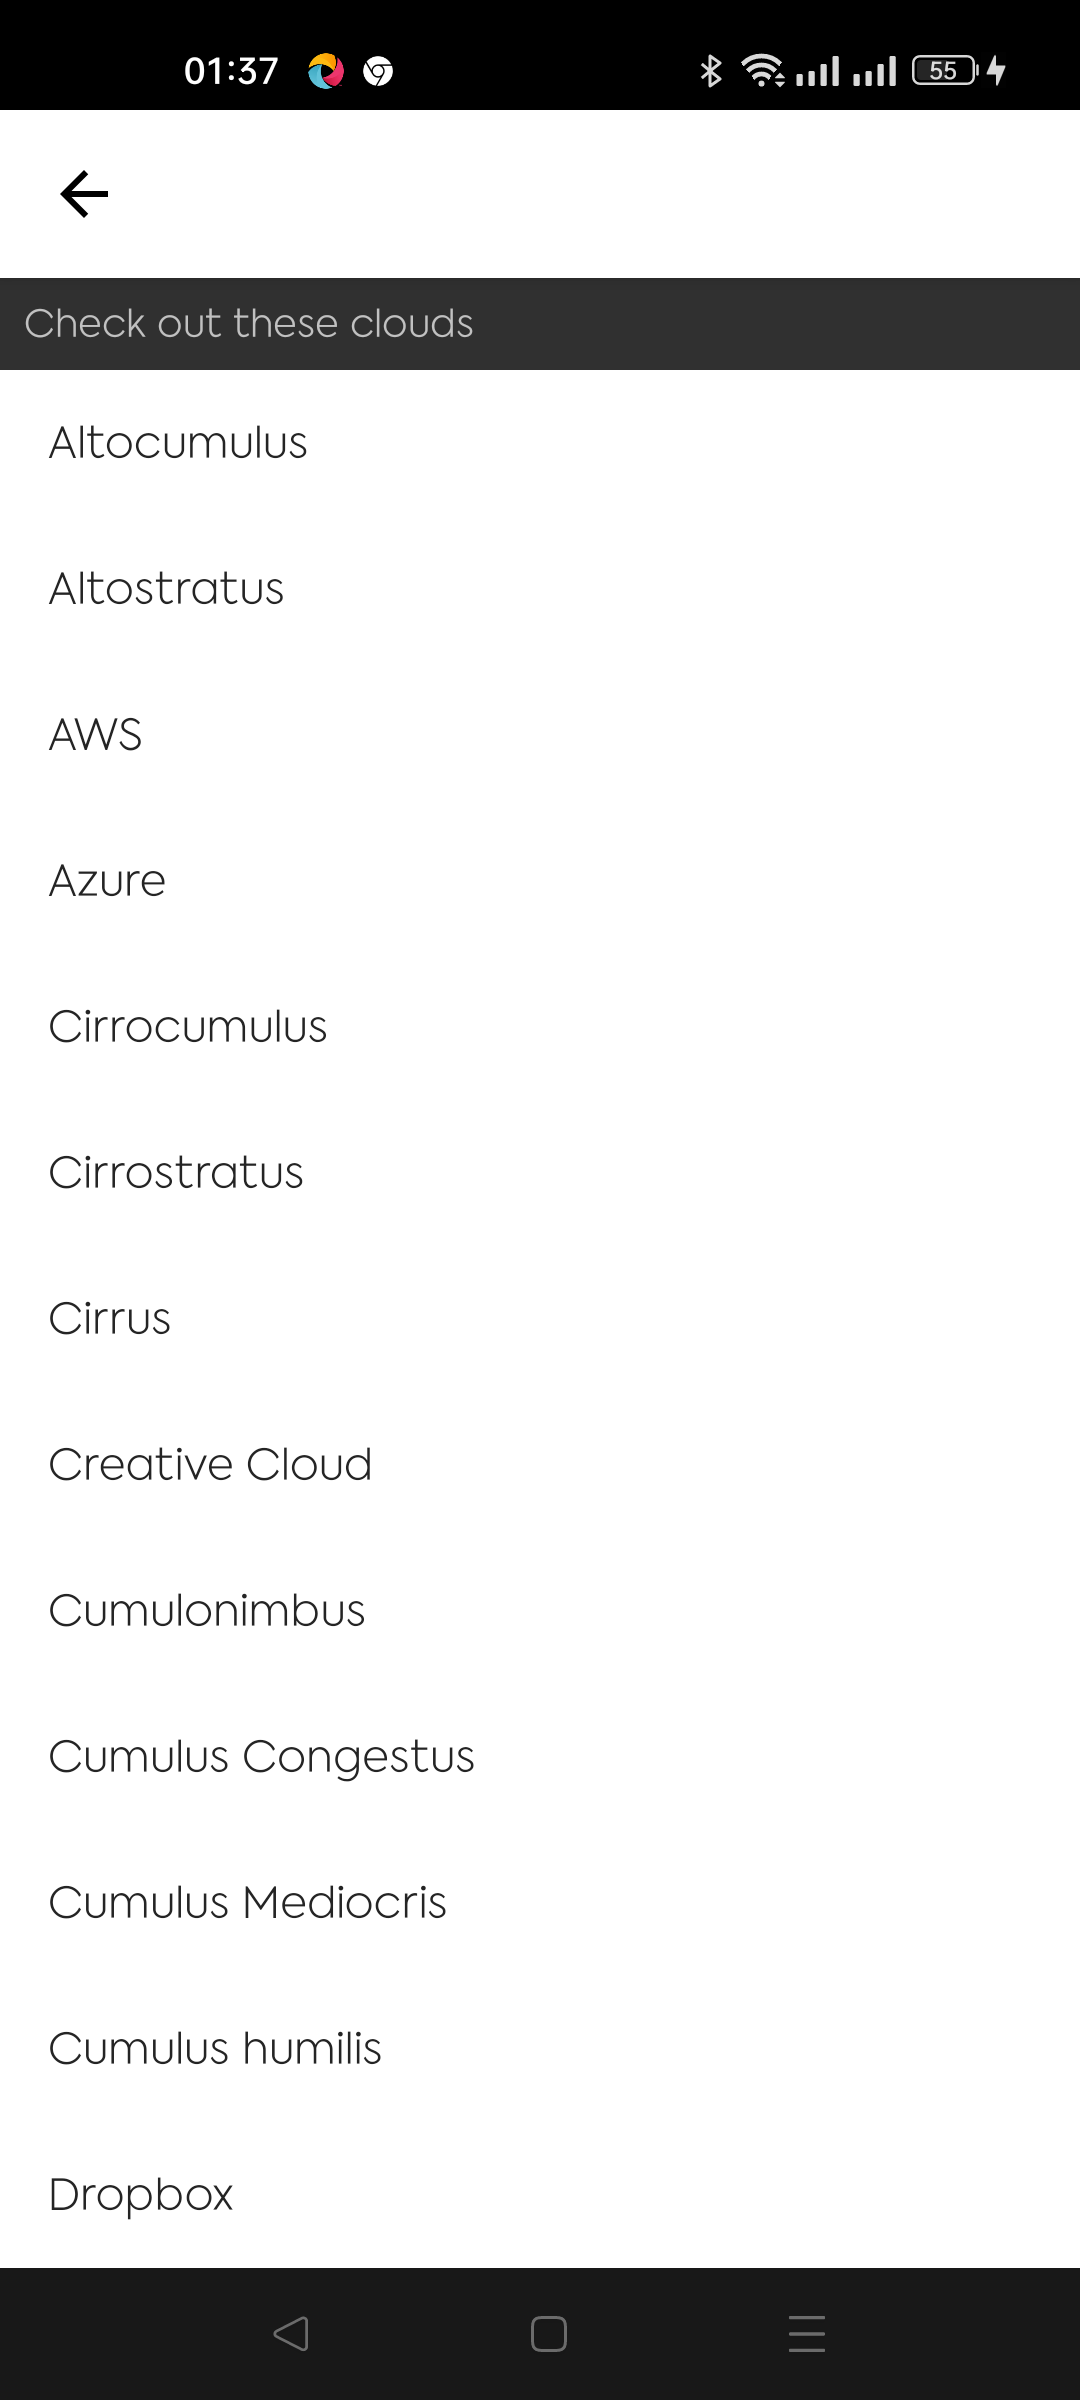 01:37
55
Check out these clouds
Altocumulus
Altostratus
AWS
Azure
Cirrocumulus
Cirrostratus
Cirrus
Creative Cloud
Cumulonimbus
Cumulus Congestus
Cumulus Mediocris
Cumulus humilis
Dropbox